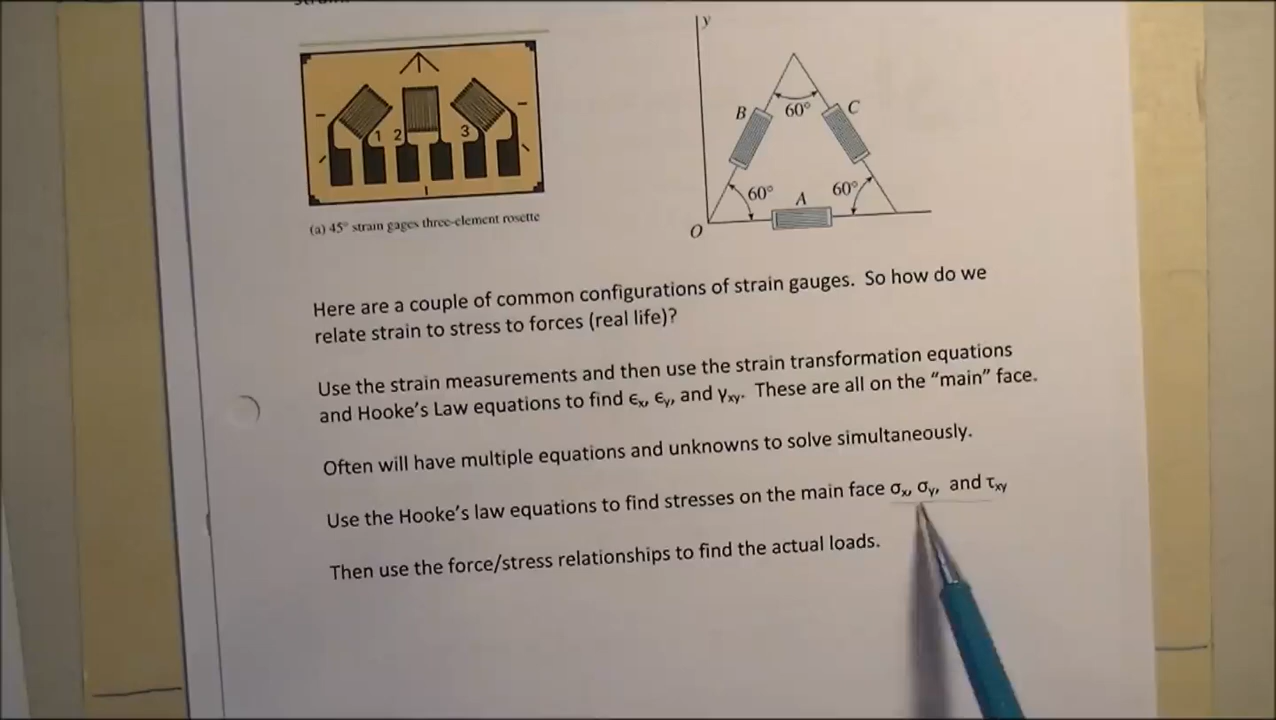 y
1 2 3
B 60° C
60° A 60°
O
(a) 45° strain gages three-element rosette
Here are a couple of common configurations of strain gauges. So how do we
relate strain to stress to forces (real life)?
Use the strain measurements and then use the strain transformation equations
and Hooke's Law equations to find ϵx, ϵy, and γxy. These are all on the “main” face.
Often will have multiple equations and unknowns to solve simultaneously.
Use the Hooke's law equations to find stresses on the main face σx, σy, and τxy
Then use the force/stress relationships to find the actual loads.